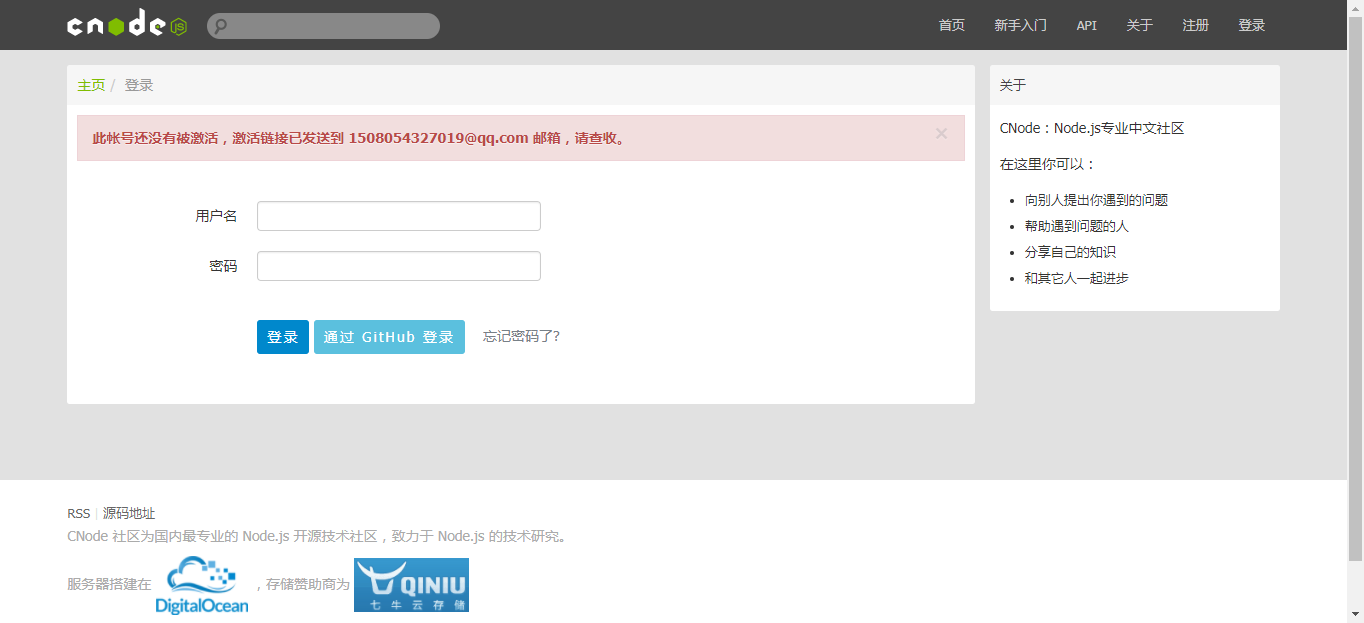 cnode JS
首页 新手入门 API 关于 注册 登录
主页 / 登录
此帐号还没有被激活，激活链接已发送到 1508054327019@qq.com 邮箱，请查收。
×
用户名
密码
登录 通过 GitHub 登录 忘记密码了?
关于
CNode：Node.js专业中文社区
在这里你可以：
向别人提出你遇到的问题
帮助遇到问题的人
分享自己的知识
和其它人一起进步
RSS | 源码地址
CNode 社区为国内最专业的 Node.js 开源技术社区，致力于 Node.js 的技术研究。
服务器搭建在 DigitalOcean ，存储赞助商为 QINIU
七牛云存储